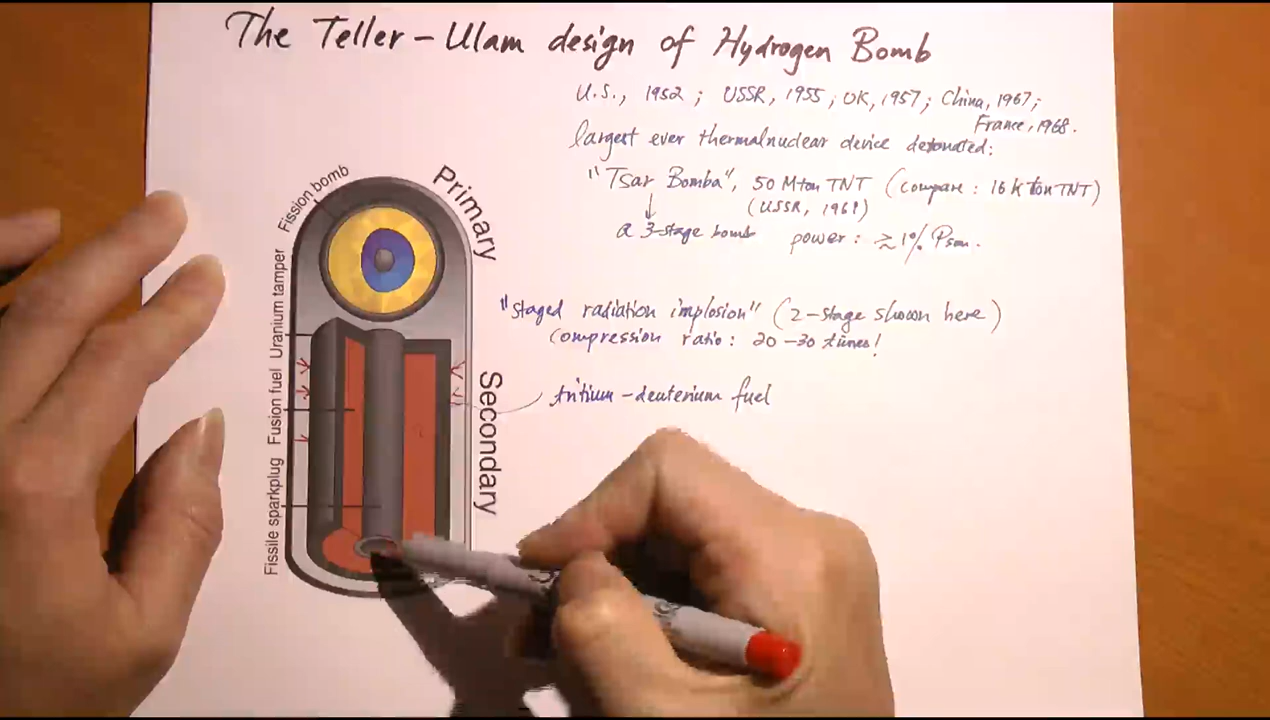 The Teller-Ulam design of Hydrogen Bomb
U.S., 1952; USSR, 1955; UK, 1957; China, 1967;
France, 1968.
largest ever thermalnuclear device detonated:
"Tsar Bomba", 50 Mton TNT (compare: 16 k ton TNT)
(USSR, 1961)
a 3-stage bomb power: ≳1% Psun.
"staged radiation implosion" (2-stage shown here)
compression ratio: 20-30 times!
tritium-deuterium fuel
Fission bomb
Primary
Uranium tamper
Fusion fuel
Secondary
Fissile sparkplug